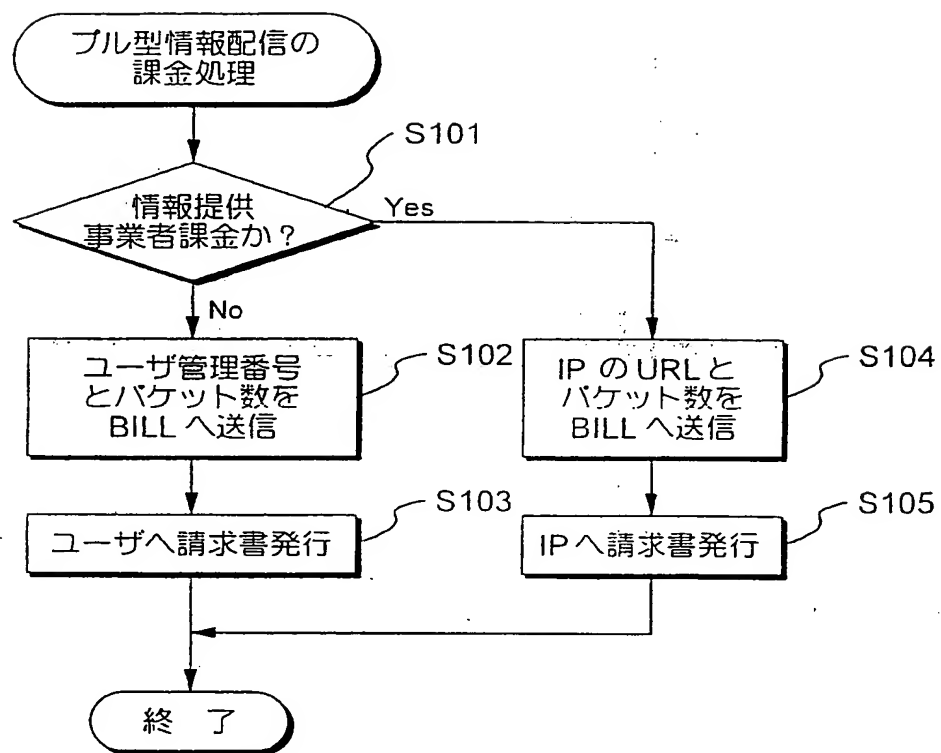 プル型情報配信の
課金処理
S101
情報提供
事業者課金か？
Yes
No
ユーザ管理番号
とパケット数を
BILL へ送信
S102
IP の URL と
パケット数を
BILL へ送信
S104
ユーザへ請求書発行
S103
IPへ請求書発行
S105
終 了